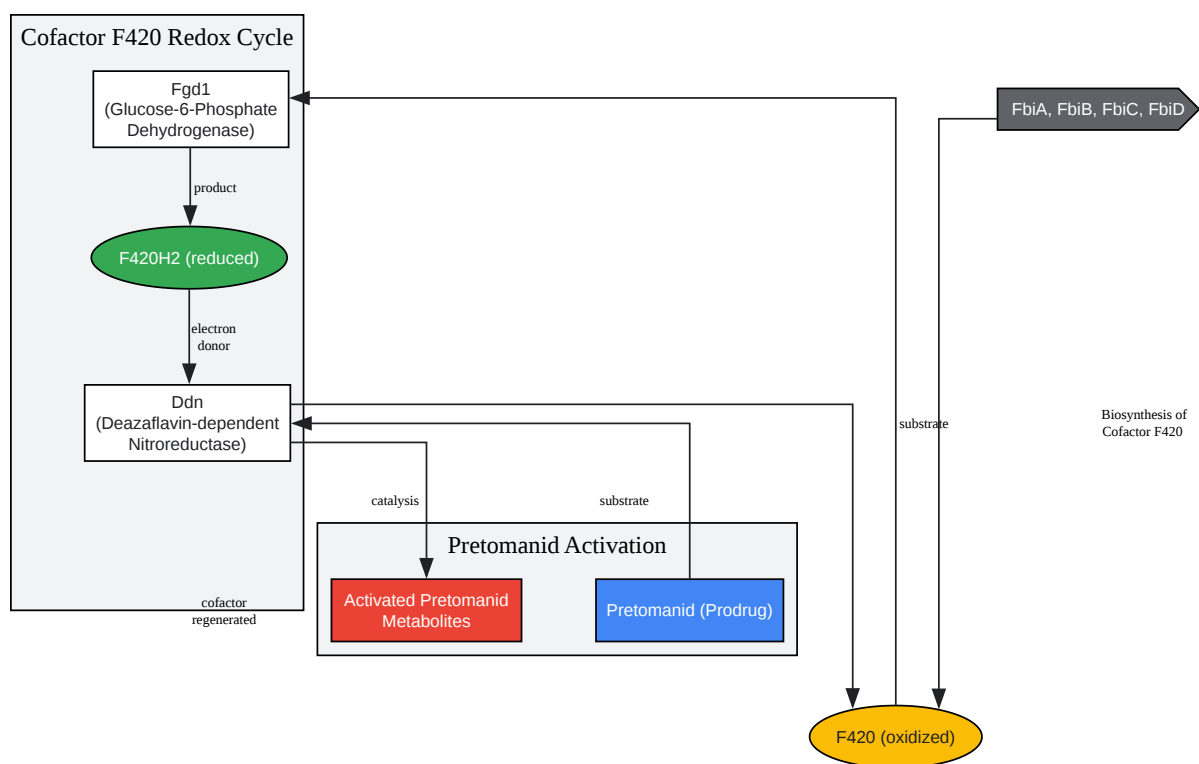 Cofactor F420 Redox Cycle
Fgd1
(Glucose-6-Phosphate
Dehydrogenase)
FbiA, FbiB, FbiC, FbiD
product
F420H2 (reduced)
electron
donor
Ddn
(Deazaflavin-dependent
Nitroreductase)
substrate
Biosynthesis of
Cofactor F420
catalysis
substrate
Pretomanid Activation
Activated Pretomanid
Metabolites
Pretomanid (Prodrug)
cofactor
regenerated
F420 (oxidized)